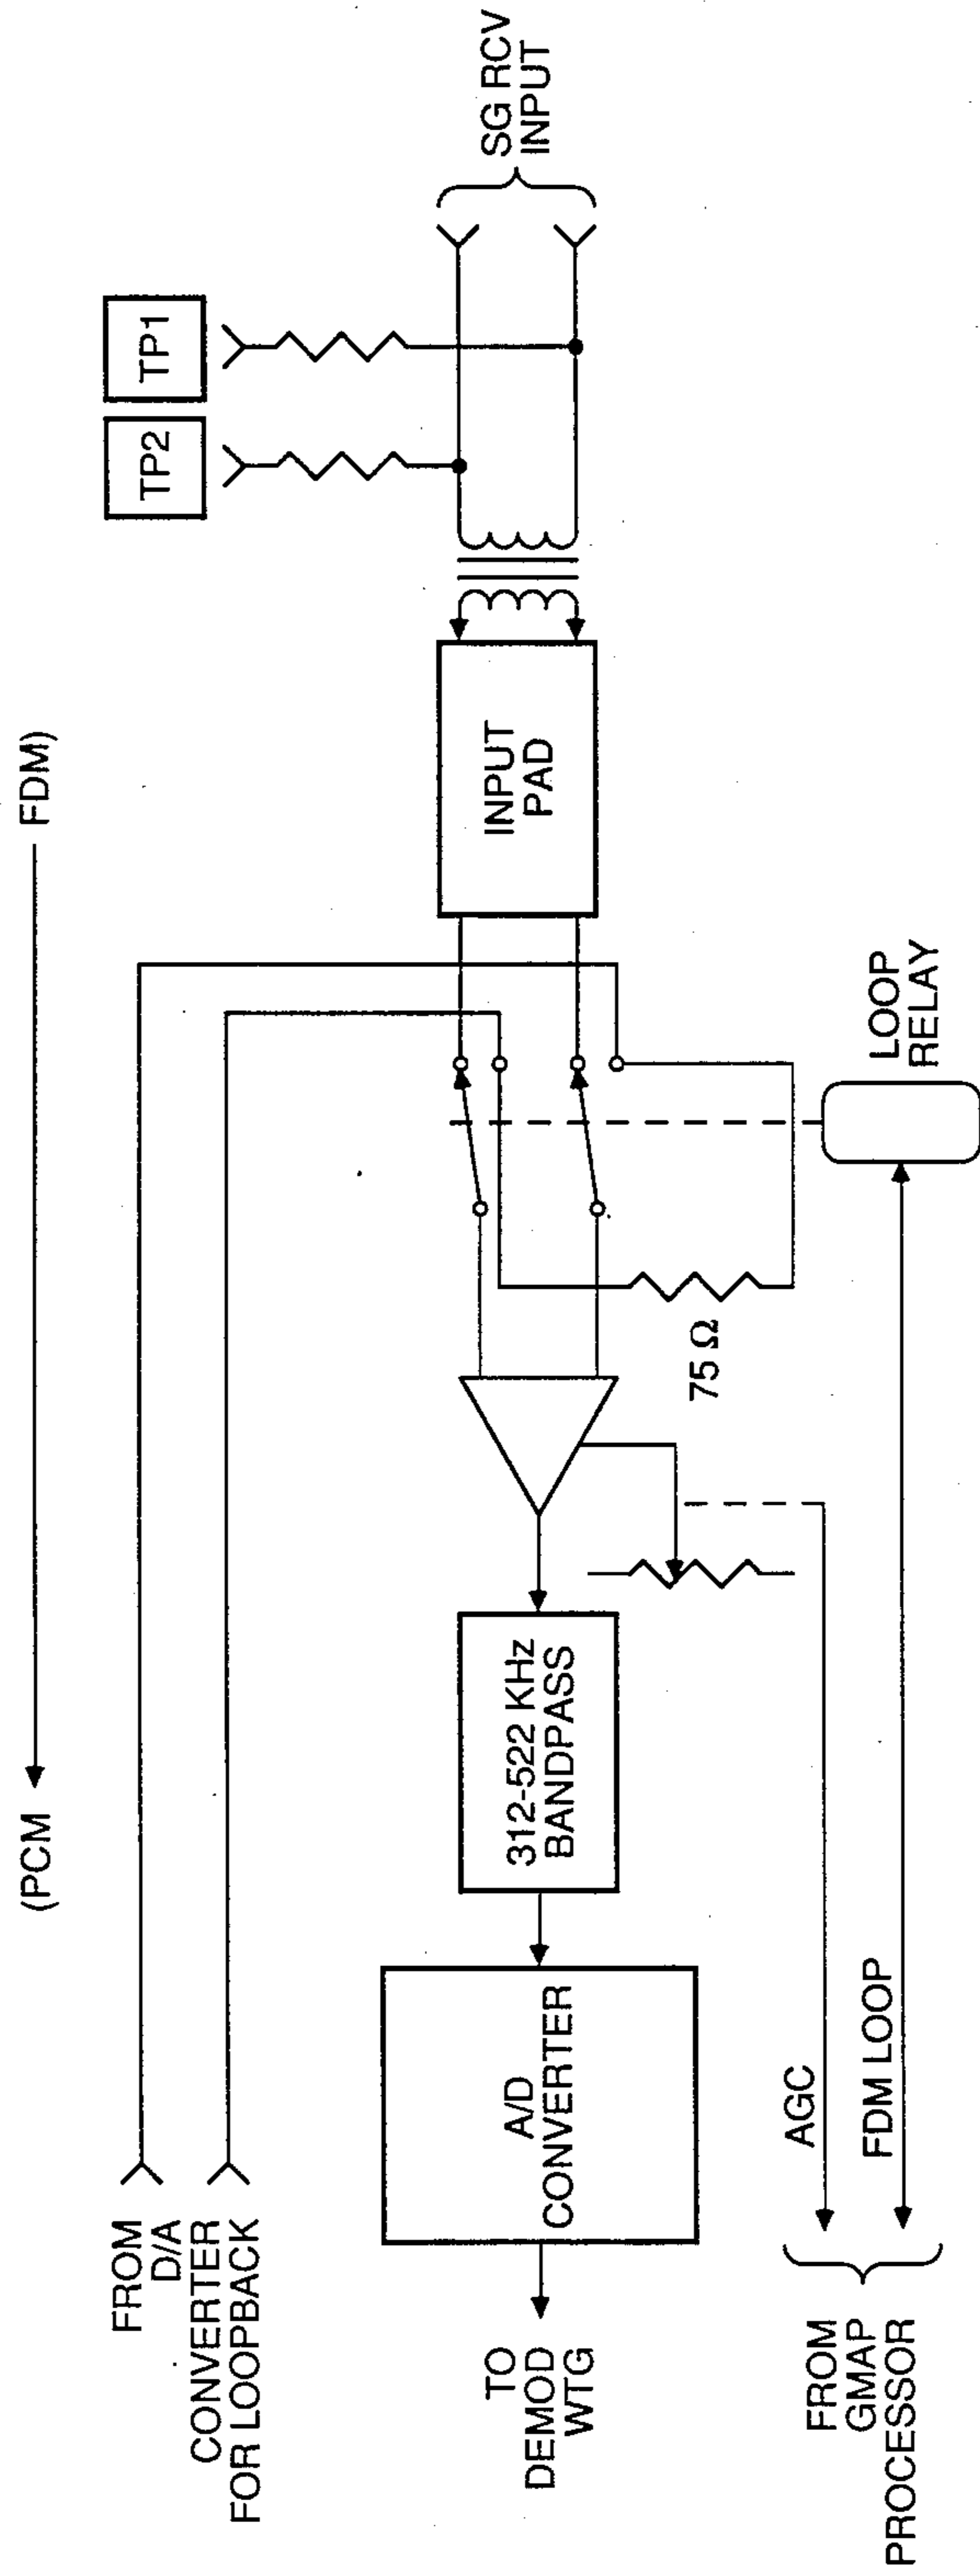 (PCM
FDM)
FROM
D/A
CONVERTER
FOR LOOPBACK
TP2
TP1
TO
DEMOD
WTG
A/D
CONVERTER
312-522 KHz
BANDPASS
75 Ω
INPUT
PAD
SG RCV
INPUT
LOOP
RELAY
AGC
FDM LOOP
FROM
GMAP
PROCESSOR